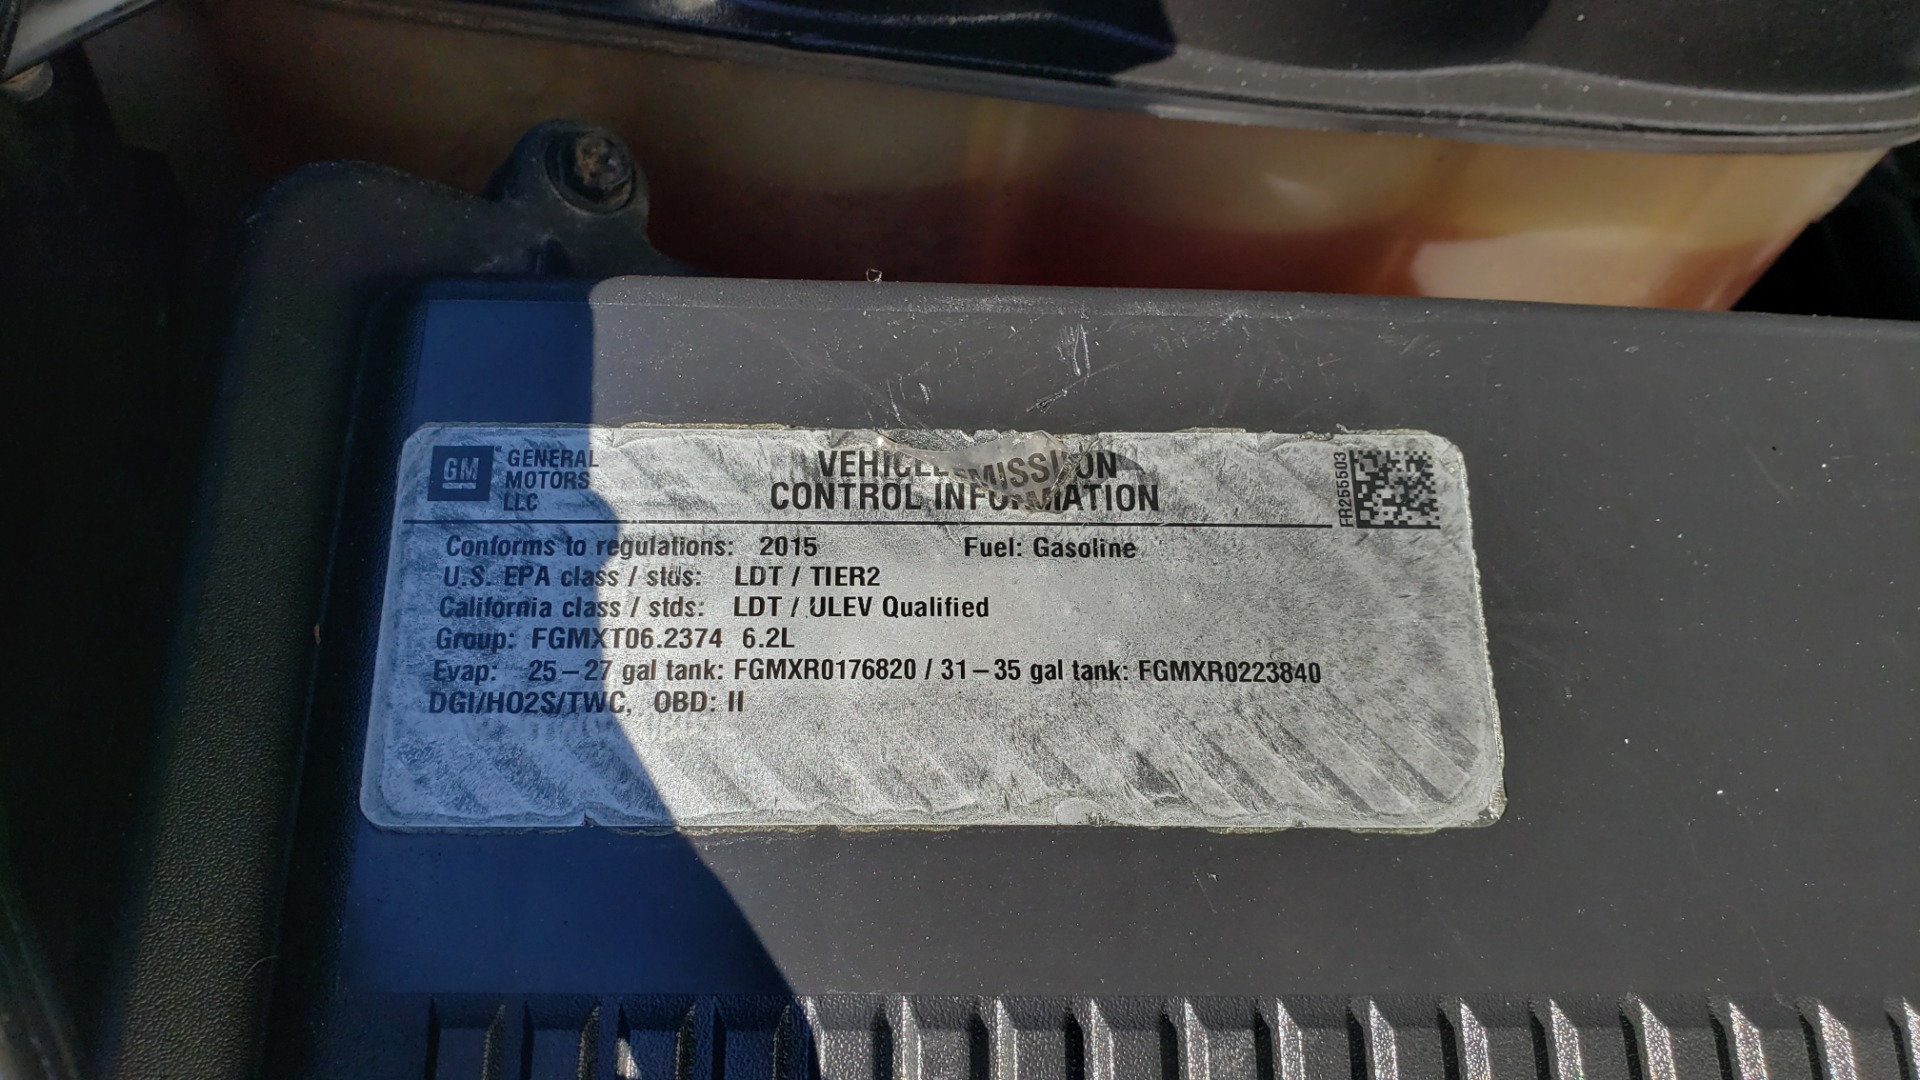 GM GENERAL
MOTORS
LLC
VEHICLE EMISSION
CONTROL INFORMATION
FR265503
Conforms to regulations: 2015 Fuel: Gasoline
U.S. EPA class / stds: LDT / TIER2
California class / stds: LDT / ULEV Qualified
Group: FGMXT06.2374 6.2L
Evap: 25–27 gal tank: FGMXR0176820 / 31–35 gal tank: FGMXR0223840
DGI/HO2S/TWC, OBD: II